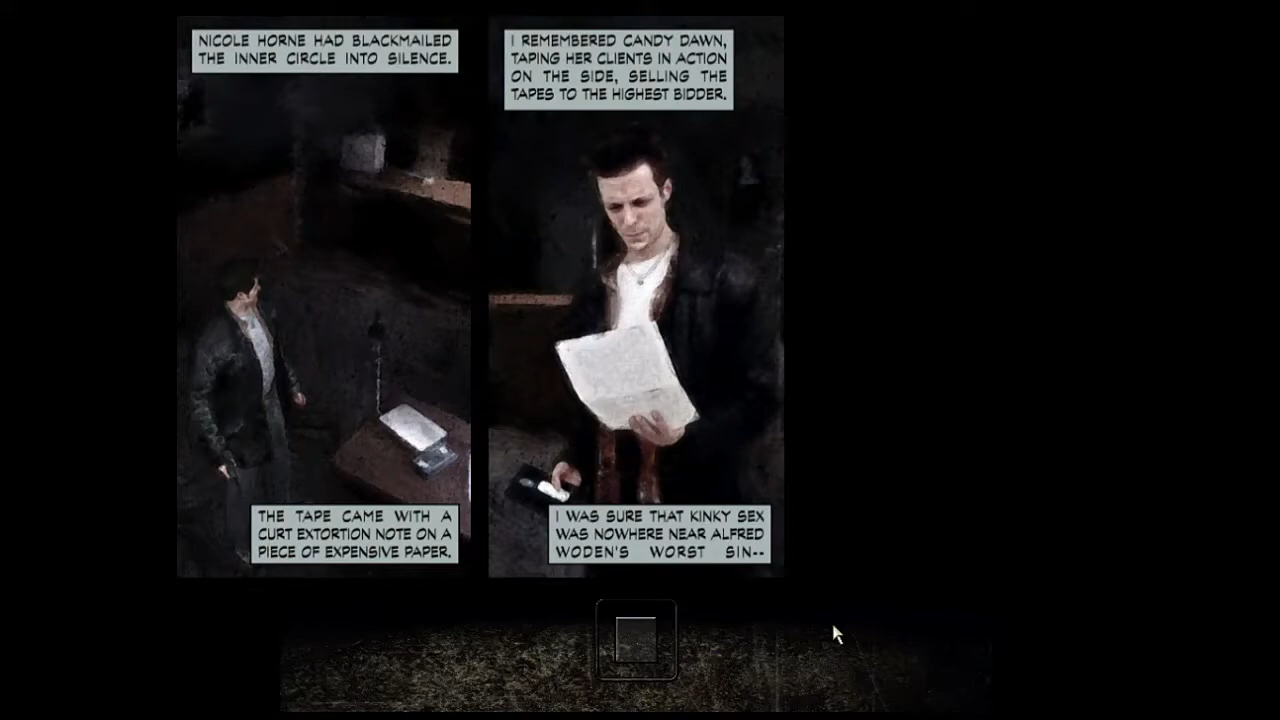 NICOLE HORNE HAD BLACKMAILED
THE INNER CIRCLE INTO SILENCE.
THE TAPE CAME WITH A
CURT EXTORTION NOTE ON A
PIECE OF EXPENSIVE PAPER.
I REMEMBERED CANDY DAWN,
TAPING HER CLIENTS IN ACTION
ON THE SIDE, SELLING THE
TAPES TO THE HIGHEST BIDDER.
I WAS SURE THAT KINKY SEX
WAS NOWHERE NEAR ALFRED
WODEN'S WORST SIN--